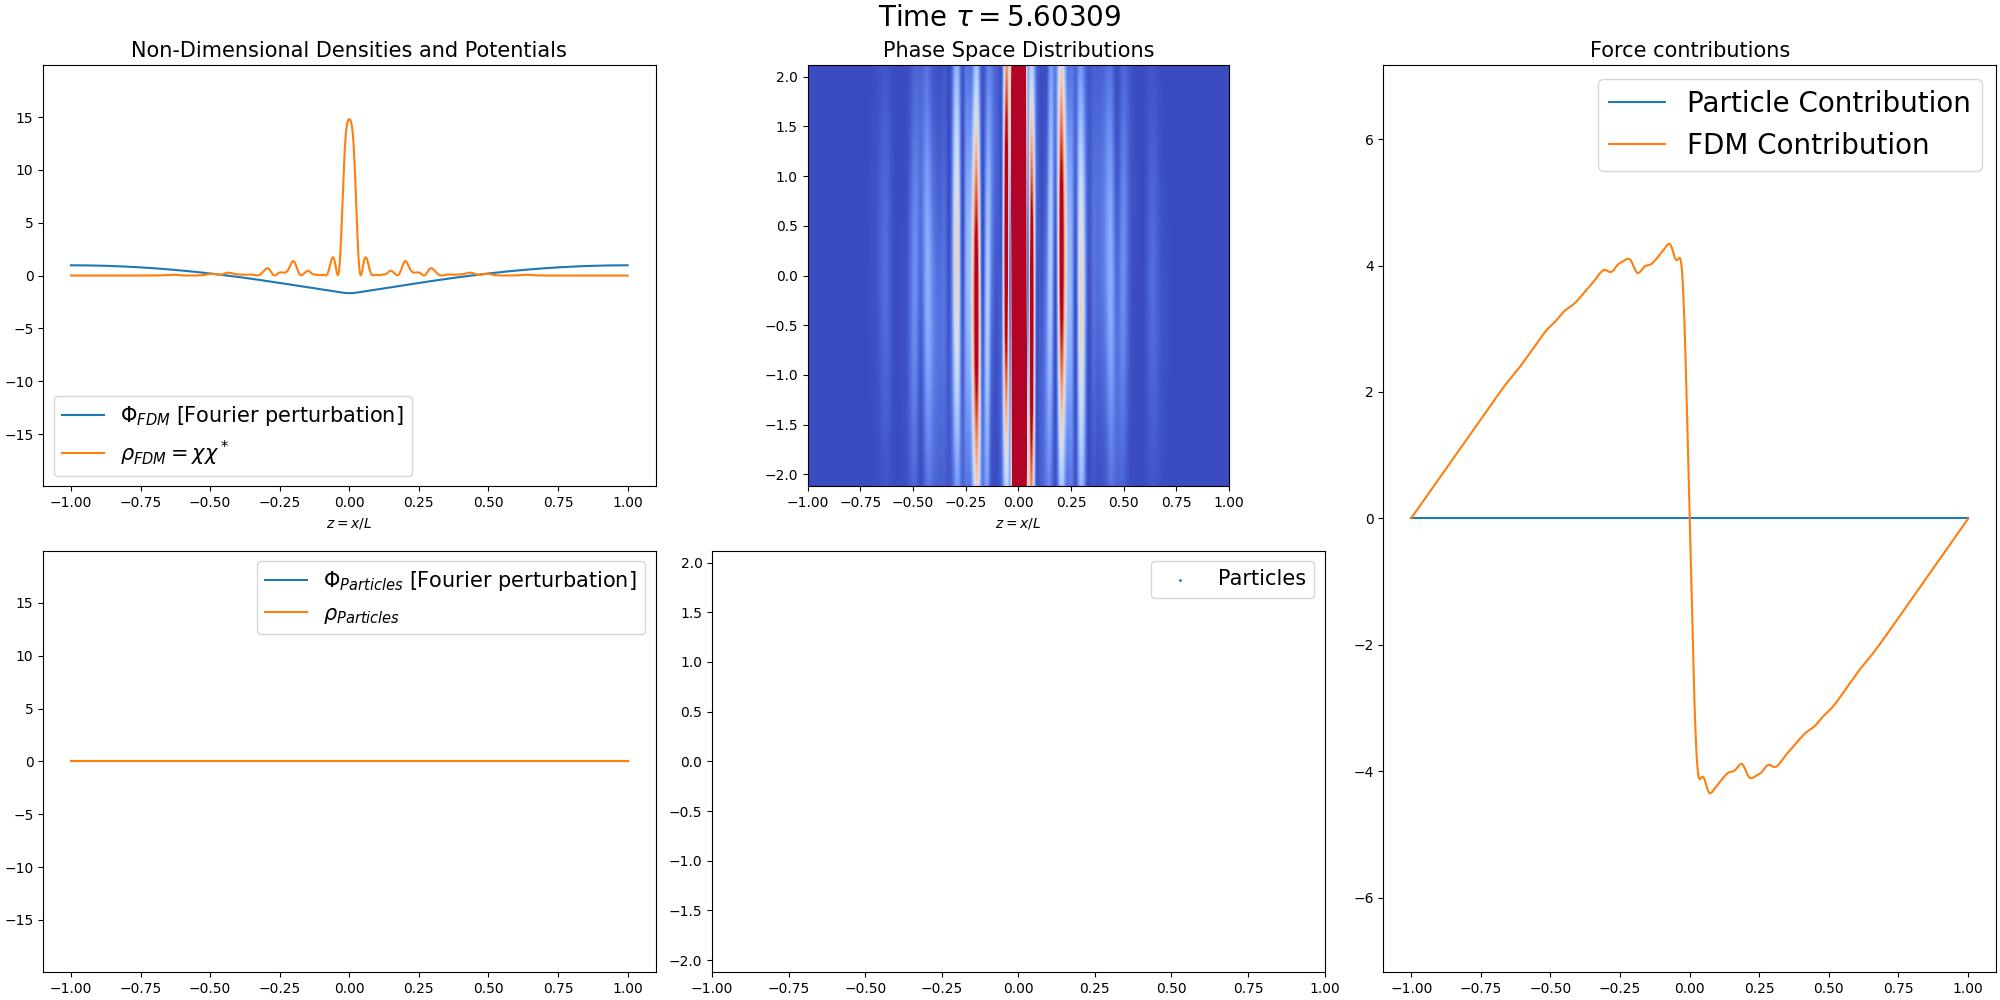 Time τ = 5.60309
Non-Dimensional Densities and Potentials
15
10
5
0
−5
−10
−15
Φ_FDM [Fourier perturbation]
ρ_FDM = χχ*
−1.00 −0.75 −0.50 −0.25 0.00 0.25 0.50 0.75 1.00
z = x/L
Phase Space Distributions
2.0
1.5
1.0
0.5
0.0
−0.5
−1.0
−1.5
−2.0
−1.00 −0.75 −0.50 −0.25 0.00 0.25 0.50 0.75 1.00
z = x/L
Force contributions
Particle Contribution
FDM Contribution
6
4
2
0
−2
−4
−6
−1.00 −0.75 −0.50 −0.25 0.00 0.25 0.50 0.75 1.00
Φ_Particles [Fourier perturbation]
ρ_Particles
15
10
5
0
−5
−10
−15
−1.00 −0.75 −0.50 −0.25 0.00 0.25 0.50 0.75 1.00
Particles
2.0
1.5
1.0
0.5
0.0
−0.5
−1.0
−1.5
−2.0
−1.00 −0.75 −0.50 −0.25 0.00 0.25 0.50 0.75 1.00